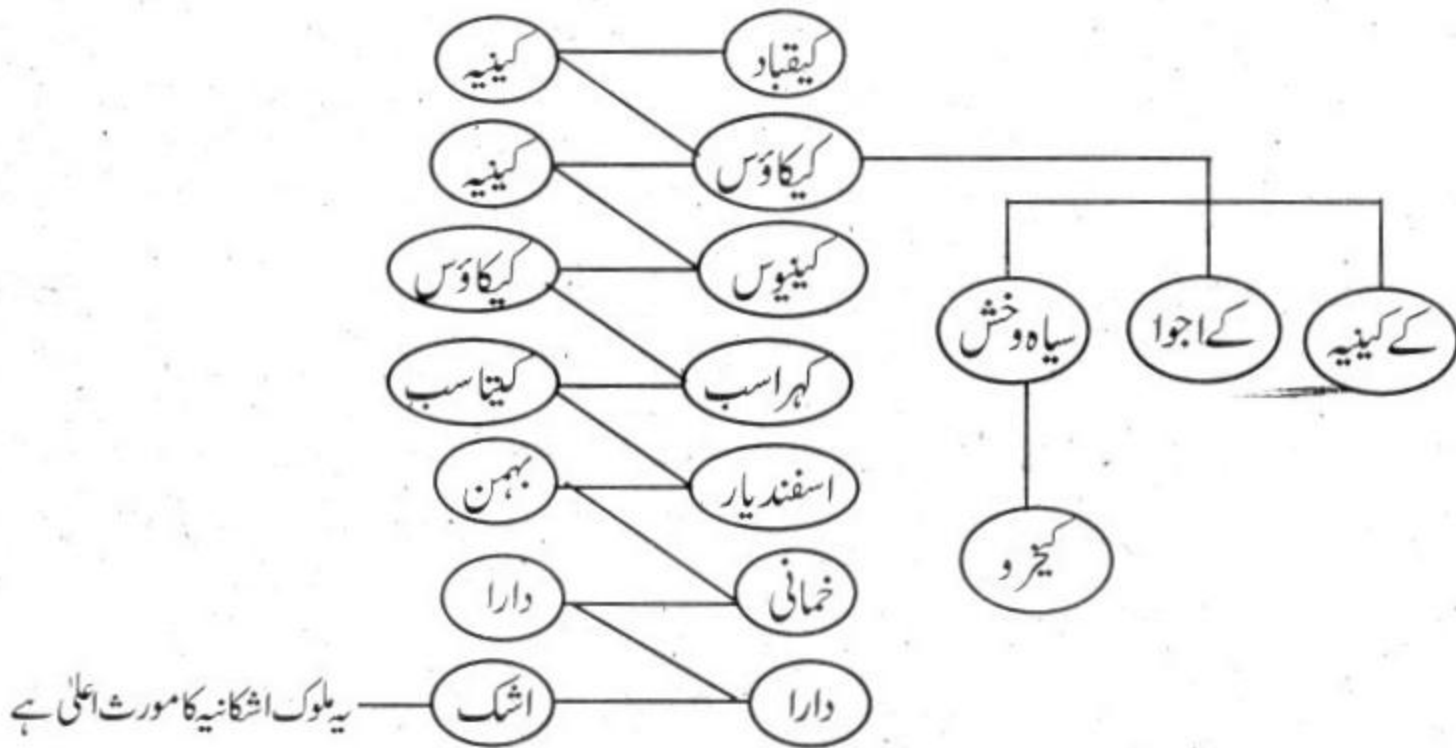 کیقباد کینیہ
کیکاؤس کینیہ
کینیوس کیکاؤس
سیاہ وخش کے اجوا کے کینیہ
کہراسب کیتاسب
اسفندیار بہمن
کیخرو
خمانی دارا
دارا اشک یہ ملوک اشکانیہ کا مورث اعلیٰ ہے